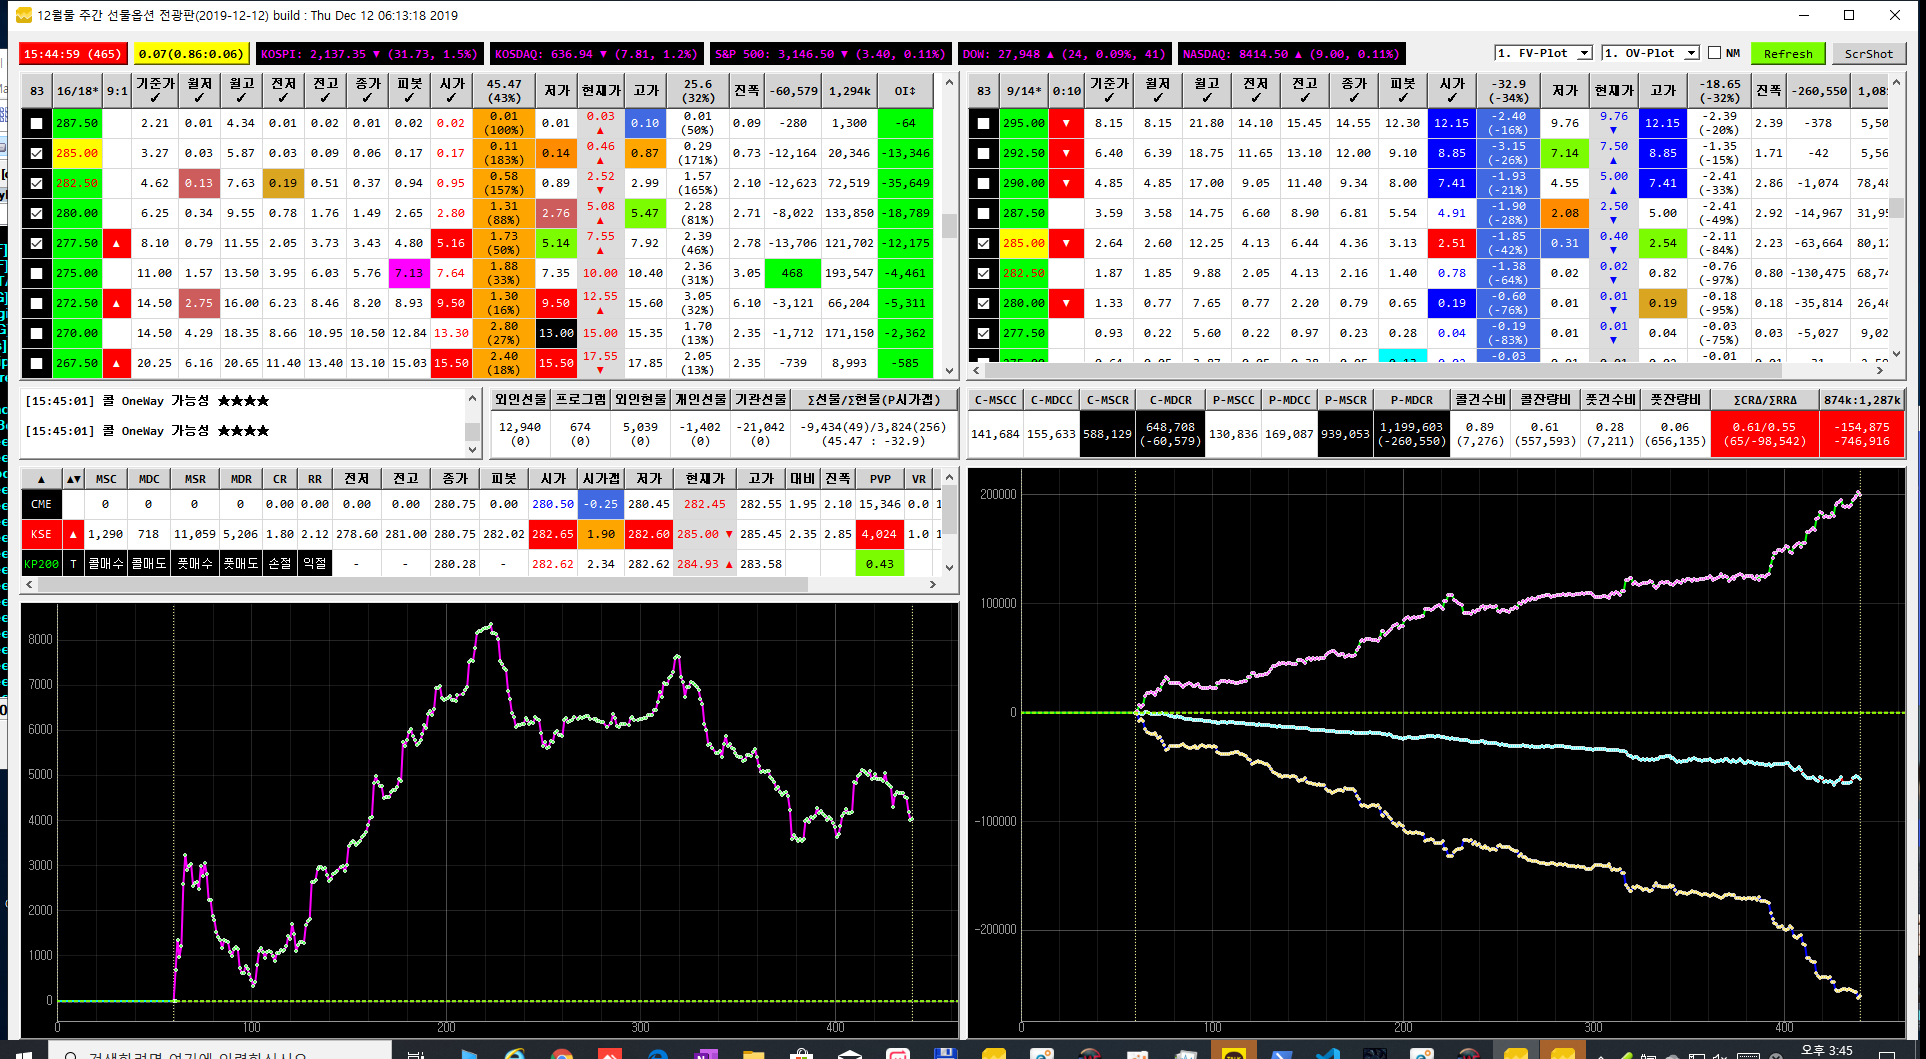 12월물 주간 선물옵션 전광판(2019-12-12) build : Thu Dec 12 06:13:18 2019
15:44:59 (465) 0.07(0.86:0.06) KOSPI: 2,137.35 ▼ (31.73, 1.5%) KOSDAQ: 636.94 ▼ (7.81, 1.2%) S&P 500: 3,146.50 ▼ (3.40, 0.11%) DON: 27,948 ▲ (24, 0.09%, 41) NASDAQ: 8414.50 ▲ (9.00, 0.11%) 1. FV-Plot 1. OV-Plot NM Refresh ScrShot
83 16/18* 9:1 기준가 ✓ 월저 ✓ 월고 ✓ 전저 ✓ 전고 ✓ 종가 ✓ 피봇 ✓ 시가 ✓ 45.47 (43%) 저가 현재가 고가 25.6 (32%) 진폭 -60,579 1,294k OI↕
287.50 2.21 0.01 4.34 0.01 0.02 0.01 0.02 0.02 0.01 (100%) 0.01 0.03 ▲ 0.10 0.01 (50%) 0.09 -280 1,300 -64
285.00 3.27 0.03 5.87 0.03 0.09 0.06 0.17 0.17 0.11 (183%) 0.14 0.46 ▲ 0.87 0.29 (171%) 0.73 -12,164 20,346 -13,346
282.50 4.62 0.13 7.63 0.19 0.51 0.37 0.94 0.95 0.58 (157%) 0.89 2.52 ▼ 2.99 1.57 (165%) 2.10 -12,623 72,519 -35,649
280.00 6.25 0.34 9.55 0.78 1.76 1.49 2.65 2.80 1.31 (88%) 2.76 5.08 ▲ 5.47 2.28 (81%) 2.71 -8,022 133,850 -18,789
277.50 ▲ 8.10 0.79 11.55 2.05 3.73 3.43 4.80 5.16 1.73 (50%) 5.14 7.55 ▲ 7.92 2.39 (46%) 2.78 -13,706 121,702 -12,175
275.00 11.00 1.57 13.50 3.95 6.03 5.76 7.13 7.64 1.88 (33%) 7.35 10.00 10.40 2.36 (31%) 3.05 468 193,547 -4,461
272.50 ▲ 14.50 2.75 16.00 6.23 8.46 8.20 8.93 9.50 1.30 (16%) 9.50 12.55 ▲ 15.60 3.05 (32%) 6.10 -3,121 66,204 -5,311
270.00 14.50 4.29 18.35 8.66 10.95 10.50 12.84 13.30 2.80 (27%) 13.00 15.00 15.35 1.70 (13%) 2.35 -1,712 171,150 -2,362
267.50 ▲ 20.25 6.16 20.65 11.40 13.40 13.10 15.03 15.50 2.40 (18%) 15.50 17.55 ▼ 17.85 2.05 (13%) 2.35 -739 8,993 -585
83 9/14* 0:10 기준가 ✓ 월저 ✓ 월고 ✓ 전저 ✓ 전고 ✓ 종가 ✓ 피봇 ✓ 시가 ✓ -32.9 (-34%) 저가 현재가 고가 -18.65 (-32%) 진폭 -260,550 1,08
295.00 ▼ 8.15 8.15 21.80 14.10 15.45 14.55 12.30 12.15 -2.40 (-16%) 9.76 9.76 ▼ 12.15 -2.39 (-20%) 2.39 -378 5,50
292.50 ▼ 6.40 6.39 18.75 11.65 13.10 12.00 9.10 8.85 -3.15 (-26%) 7.14 7.50 ▲ 8.85 -1.35 (-15%) 1.71 -42 5,56
290.00 ▼ 4.85 4.85 17.00 9.05 11.40 9.34 8.00 7.41 -1.93 (-21%) 4.55 5.00 ▲ 7.41 -2.41 (-33%) 2.86 -1,074 78,48
287.50 3.59 3.58 14.75 6.60 8.90 6.81 5.54 4.91 -1.90 (-28%) 2.08 2.50 ▼ 5.00 -2.41 (-49%) 2.92 -14,967 31,95
285.00 ▼ 2.64 2.60 12.25 4.13 6.44 4.36 3.13 2.51 -1.85 (-42%) 0.31 0.40 ▼ 2.54 -2.11 (-84%) 2.23 -63,664 80,12
282.50 1.87 1.85 9.88 2.05 4.13 2.16 1.40 0.78 -1.38 (-64%) 0.02 0.02 ▼ 0.82 -0.76 (-97%) 0.80 -130,475 68,74
280.00 ▼ 1.33 0.77 7.65 0.77 2.20 0.79 0.65 0.19 -0.60 (-76%) 0.01 0.01 ▼ 0.19 -0.18 (-95%) 0.18 -35,814 26,46
277.50 0.93 0.22 5.60 0.22 0.97 0.23 0.28 0.04 -0.19 (-83%) 0.01 0.01 ▼ 0.04 -0.03 (-75%) 0.03 -5,027 9,02
-0.03 -0.01
[15:45:01] 콜 OneWay 가능성 ★★★★
[15:45:01] 콜 OneWay 가능성 ★★★★
외인선물 프로그램 외인현물 개인선물 기관선물 Σ선물/Σ현물(P시가갭)
12,940 (0) 674 (0) 5,039 (0) -1,402 (0) -21,042 (0) -9,434(49)/3,824(256) (45.47 : -32.9)
C-MSCC C-MDCC C-MSCR C-MDCR P-MSCC P-MDCC P-MSCR P-MDCR 콜건수비 콜잔량비 풋건수비 풋잔량비 ΣCRΔ/ΣRRΔ 874k:1,287k
141,684 155,633 588,129 648,708 (-60,579) 130,836 169,087 939,053 1,199,603 (-260,550) 0.89 (7,276) 0.61 (557,593) 0.28 (7,211) 0.06 (656,135) 0.61/0.55 (65/-98,542) -154,875 -746,916
▲ ▲▼ MSC MDC MSR MDR CR RR 전저 전고 종가 피봇 시가 시가갭 저가 현재가 고가 대비 진폭 PVP VR
CME 0 0 0 0 0.00 0.00 0.00 0.00 280.75 0.00 280.50 -0.25 280.45 282.45 282.55 1.95 2.10 15,346 0.0 1
KSE ▲ 1,290 718 11,059 5,206 1.80 2.12 278.60 281.00 280.75 282.02 282.65 1.90 282.60 285.00 ▼ 285.45 2.35 2.85 4,024 1.0 1
KP200 T 콜매수 콜매도 풋매수 풋매도 손절 익절 - - 280.28 - 282.62 2.34 282.62 284.93 ▲ 283.58 0.43
8000
7000
6000
5000
4000
3000
2000
1000
0
0 100 200 300 400
200000
100000
0
-100000
-200000
0 100 200 300 400
오후 3:45